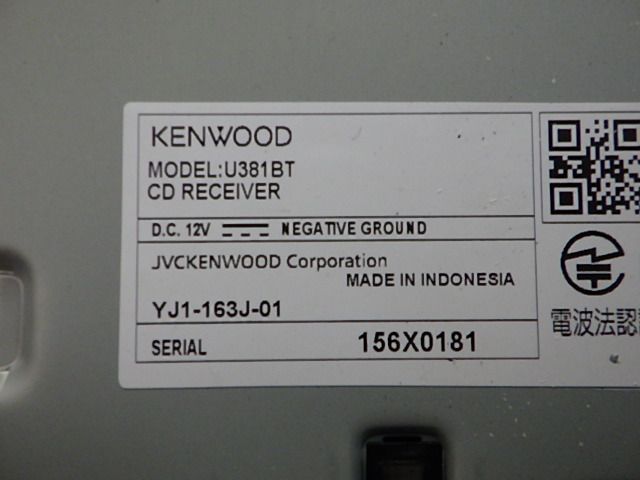 KENWOOD
MODEL:U381BT
CD RECEIVER
D.C. 12V NEGATIVE GROUND
JVCKENWOOD Corporation
MADE IN INDONESIA
YJ1-163J-01
SERIAL 156X0181
電波法認